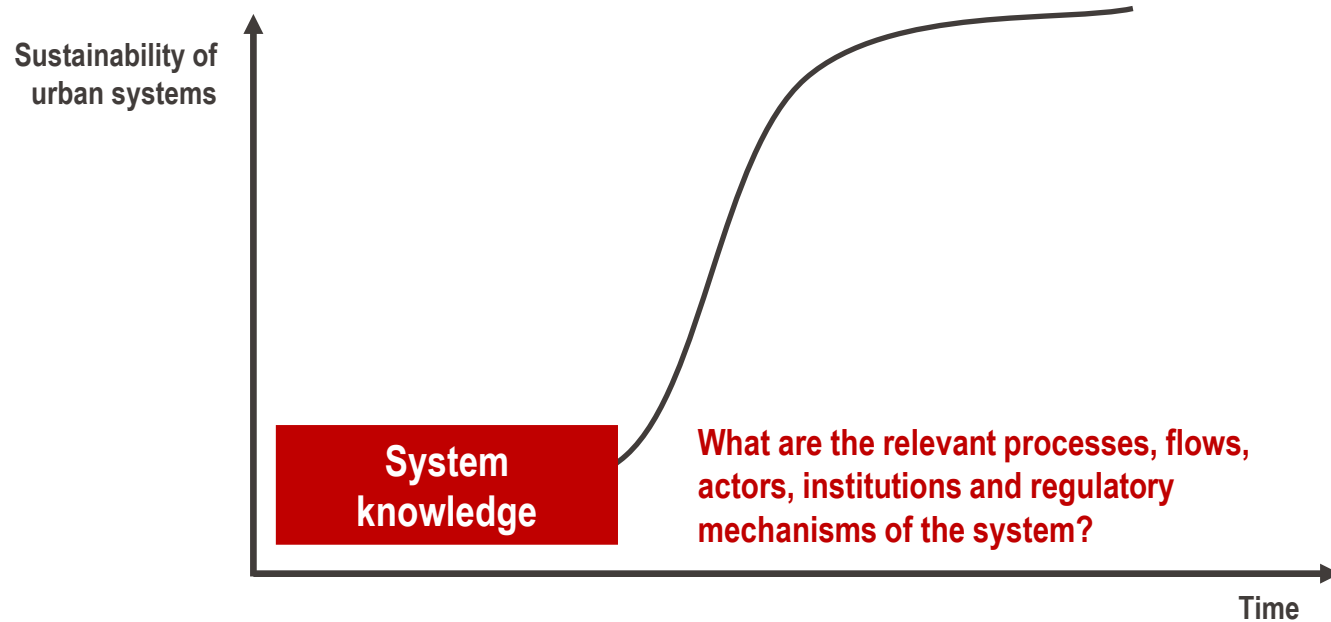 Sustainability of
urban systems
System
knowledge
What are the relevant processes, flows,
actors, institutions and regulatory
mechanisms of the system?
Time